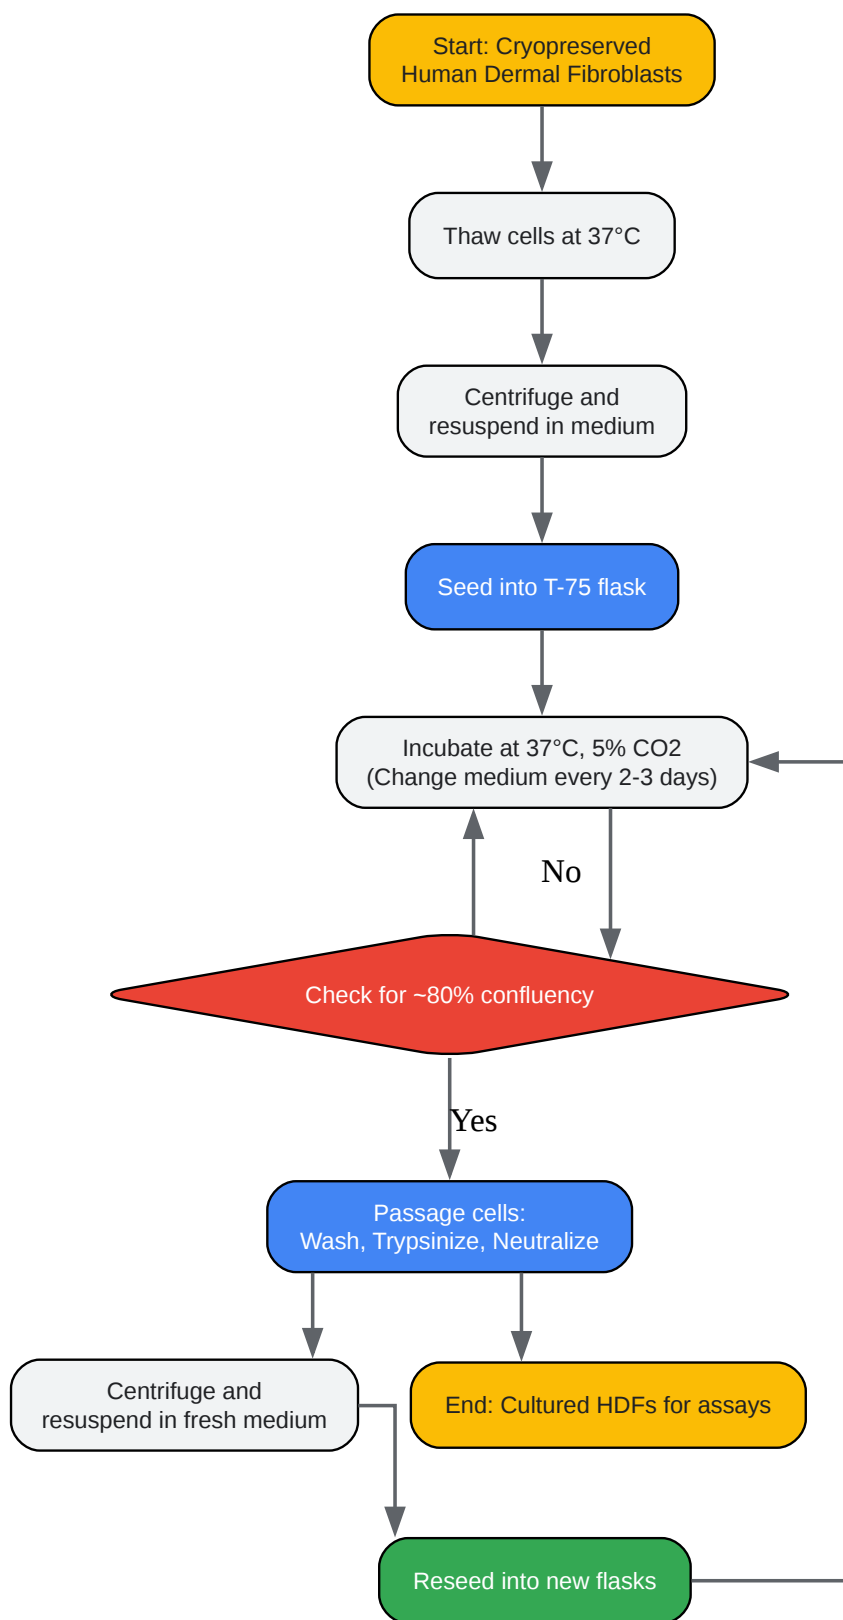 Start: Cryopreserved
Human Dermal Fibroblasts
Thaw cells at 37°C
Centrifuge and
resuspend in medium
Seed into T-75 flask
Incubate at 37°C, 5% CO2
(Change medium every 2-3 days)
No
Check for ~80% confluency
Yes
Passage cells:
Wash, Trypsinize, Neutralize
Centrifuge and
resuspend in fresh medium
End: Cultured HDFs for assays
Reseed into new flasks